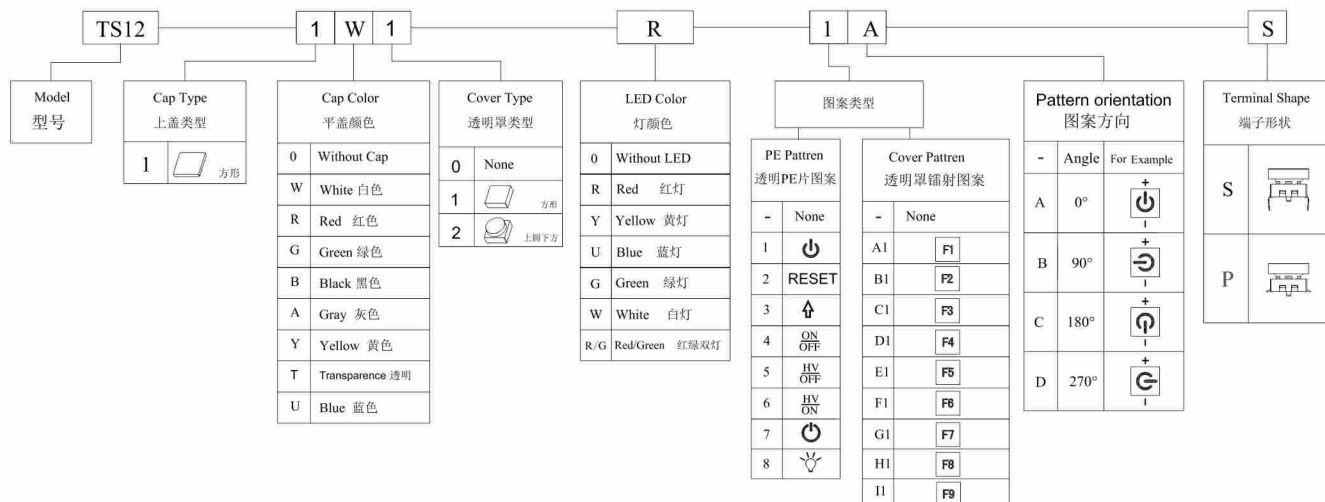 TS12 1 W 1 R 1 A S
Model
型号
Cap Type
上盖类型
1 方形
Cap Color
平盖颜色
0 Without Cap
W White 白色
R Red 红色
G Green 绿色
B Black 黑色
A Gray 灰色
Y Yellow 黄色
T Transparence 透明
U Blue 蓝色
Cover Type
透明罩类型
0 None
1 方形
2 上圆下方
LED Color
灯颜色
0 Without LED
R Red 红灯
Y Yellow 黄灯
U Blue 蓝灯
G Green 绿灯
W White 白灯
R/G Red/Green 红绿双灯
图案类型
PE Pattren
透明PE片图案
- None
1
2 RESET
3
4 ON
OFF
5 HV
OFF
6 HV
ON
7
8
Cover Pattren
透明罩镭射图案
- None
A1 F1
B1 F2
C1 F3
D1 F4
E1 F5
F1 F6
G1 F7
H1 F8
I1 F9
Pattern orientation
图案方向
- Angle For Example
A 0° + −
B 90° + −
C 180° + −
D 270° + −
Terminal Shape
端子形状
S
P